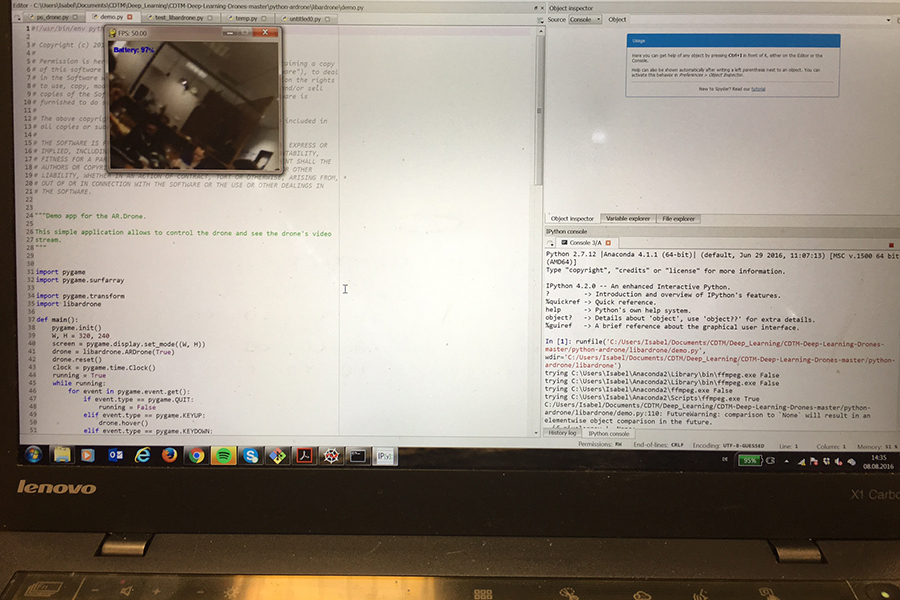 Editor - C:\Users\Isabel\Documents\CDTM\Deep_Learning\CDTM-Deep-Learning-Drones-master\python-ardrone\libardrone\demo.py
ps_drone.py
demo.py
test_libardrone.py
temp.py
untitled0.py
FPS: 50.00
Battery: 97%
1 #!/usr/bin/env pyt
2
3 # Copyright (c) 201
4
5 # Permission is her
6 # of this software
7 # in the Software w
8 # to use, copy, mod
9 # copies of the Sof
10 # furnished to do s
11 #
12 # The above copyrig
13 # all copies or sub
14 #
15 # THE SOFTWARE IS P
16 # IMPLIED, INCLUDIN
17 # FITNESS FOR A PAR
18 # AUTHORS OR COPYR
19 # LIABILITY, WHETHER IN AN ACTION OF CONTRACT, TORT OR OTHERWISE, ARISING FROM,
20 # OUT OF OR IN CONNECTION WITH THE SOFTWARE OR THE USE OR OTHER DEALINGS IN
21 # THE SOFTWARE.
22
23
24 """Demo app for the AR.Drone.
25
26 This simple application allows to control the drone and see the drone's video
27 stream.
28 """
29
30
31 import pygame
32 import pygame.surfarray
33
34 import pygame.transform
35 import libardrone
36
37 def main():
38 pygame.init()
39 W, H = 320, 240
40 screen = pygame.display.set_mode((W, H))
41 drone = libardrone.ARDrone(True)
42 drone.reset()
43 clock = pygame.time.Clock()
44 running = True
45 while running:
46 for event in pygame.event.get():
47 if event.type == pygame.QUIT:
48 running = False
49 elif event.type == pygame.KEYUP:
50 drone.hover()
51 elif event.type == pygame.KEYDOWN:
ining a copy
ware"), to deal
on the rights
nd/or sell
ware is
included in
EXPRESS OR
TABILITY,
ENT SHALL THE
OTHER
Object inspector
Source Console Object
Usage
Here you can get help of any object by pressing Ctrl+I in front of it, either on the Editor or the
Console.
Help can also be shown automatically after writing a left parenthesis next to an object. You can
activate this behavior in Preferences > Object Inspector.
New to Spyder? Read our tutorial
Object inspector Variable explorer File explorer
IPython console
Console 3/A
Python 2.7.12 |Anaconda 4.1.1 (64-bit)| (default, Jun 29 2016, 11:07:13) [MSC v.1500 64 bit
(AMD64)]
Type "copyright", "credits" or "license" for more information.
IPython 4.2.0 -- An enhanced Interactive Python.
? -> Introduction and overview of IPython's features.
%quickref -> Quick reference.
help -> Python's own help system.
object? -> Details about 'object', use 'object??' for extra details.
%guiref -> A brief reference about the graphical user interface.
In [1]: runfile('C:/Users/Isabel/Documents/CDTM/Deep_Learning/CDTM-Deep-Learning-Drones-
master/python-ardrone/libardrone/demo.py',
wdir='C:/Users/Isabel/Documents/CDTM/Deep_Learning/CDTM-Deep-Learning-Drones-master/python-
ardrone/libardrone')
trying C:\Users\Isabel\Anaconda2\Library\bin\ffmpeg.exe False
trying C:\Users\Isabel\Anaconda2\Library\bin\ffmpeg.exe False
trying C:\Users\Isabel\Anaconda2\ffmpeg.exe False
trying C:\Users\Isabel\Anaconda2\Scripts\ffmpeg.exe True
C:/Users/Isabel/Documents/CDTM/Deep_Learning/CDTM-Deep-Learning-Drones-master/python-
ardrone/libardrone/demo.py:110: FutureWarning: comparison to `None` will result in an
elementwise object comparison in the future.
History log IPython console
Permissions: RW End-of-lines: CRLF Encoding: UTF-8-GUESSED Line: 1 Column: 1 Memory: 51 %
IP[y]:
DE 95% 14:35
08.08.2016
lenovo
X1 Carbo
Fn